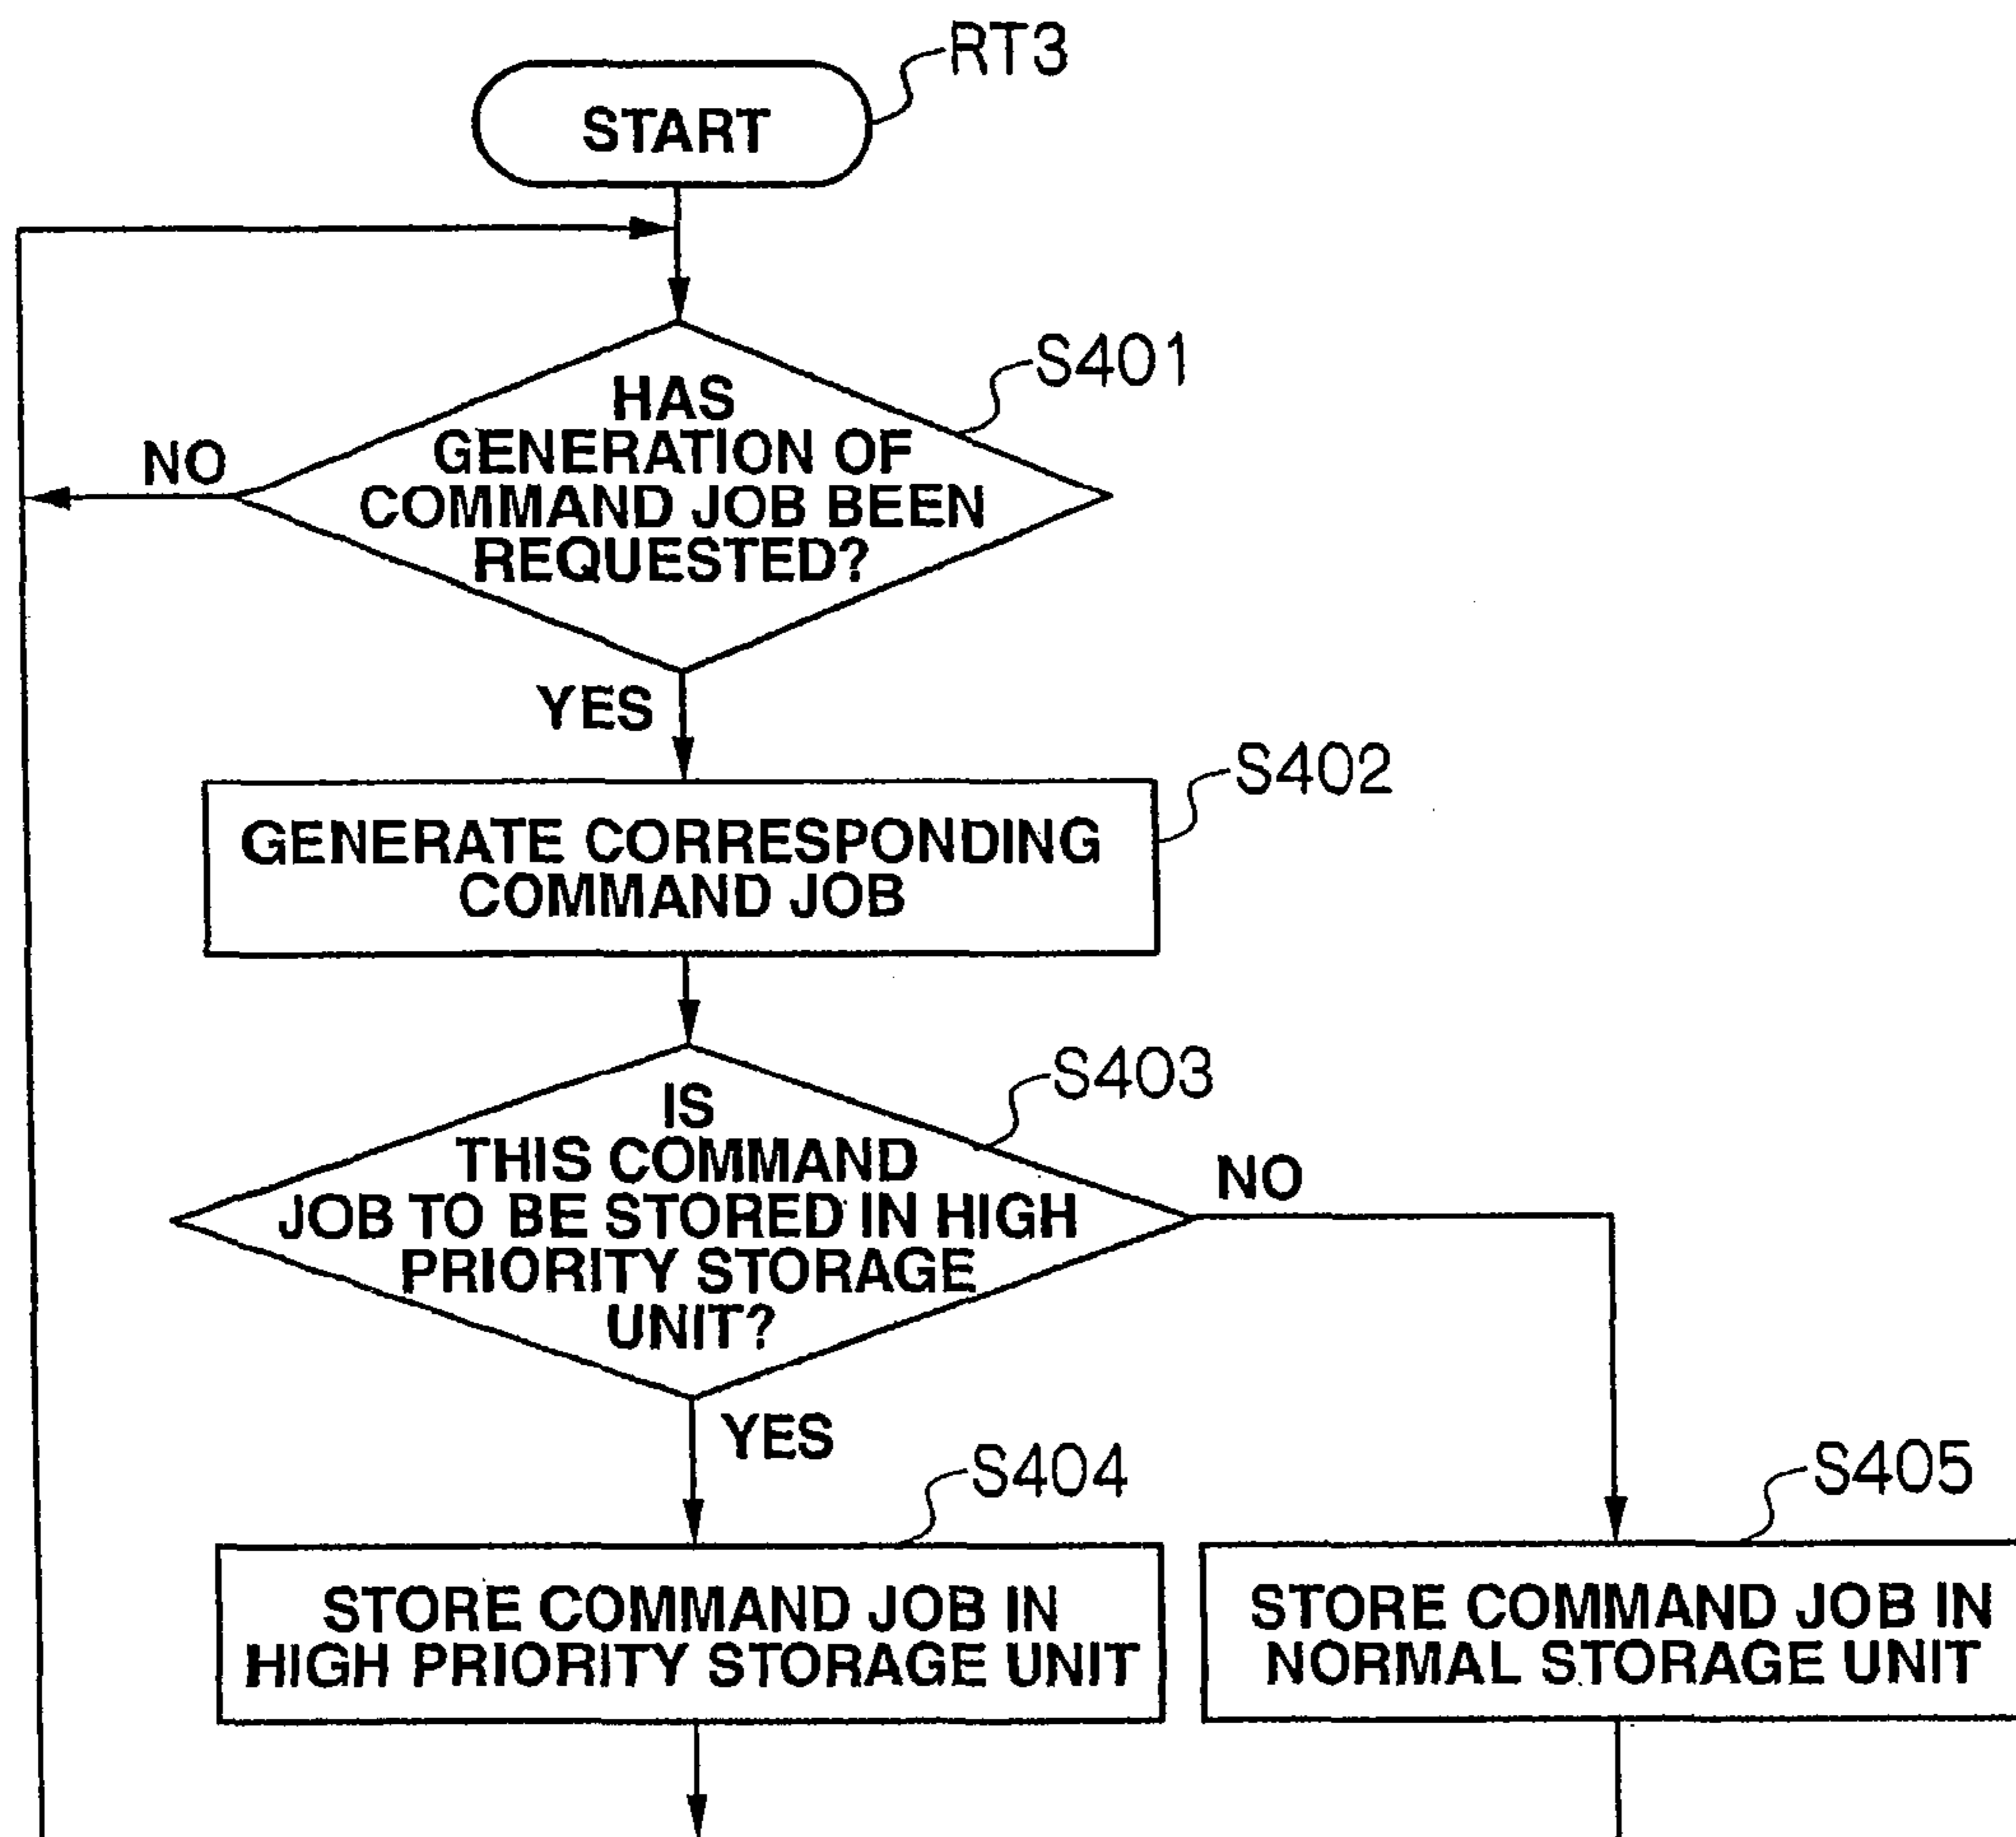 RT3
START
S401
HAS
GENERATION OF
COMMAND JOB BEEN
REQUESTED?
NO
YES
S402
GENERATE CORRESPONDING
COMMAND JOB
S403
IS
THIS COMMAND
JOB TO BE STORED IN HIGH
PRIORITY STORAGE
UNIT?
NO
YES
S404
S405
STORE COMMAND JOB IN
HIGH PRIORITY STORAGE UNIT
STORE COMMAND JOB IN
NORMAL STORAGE UNIT